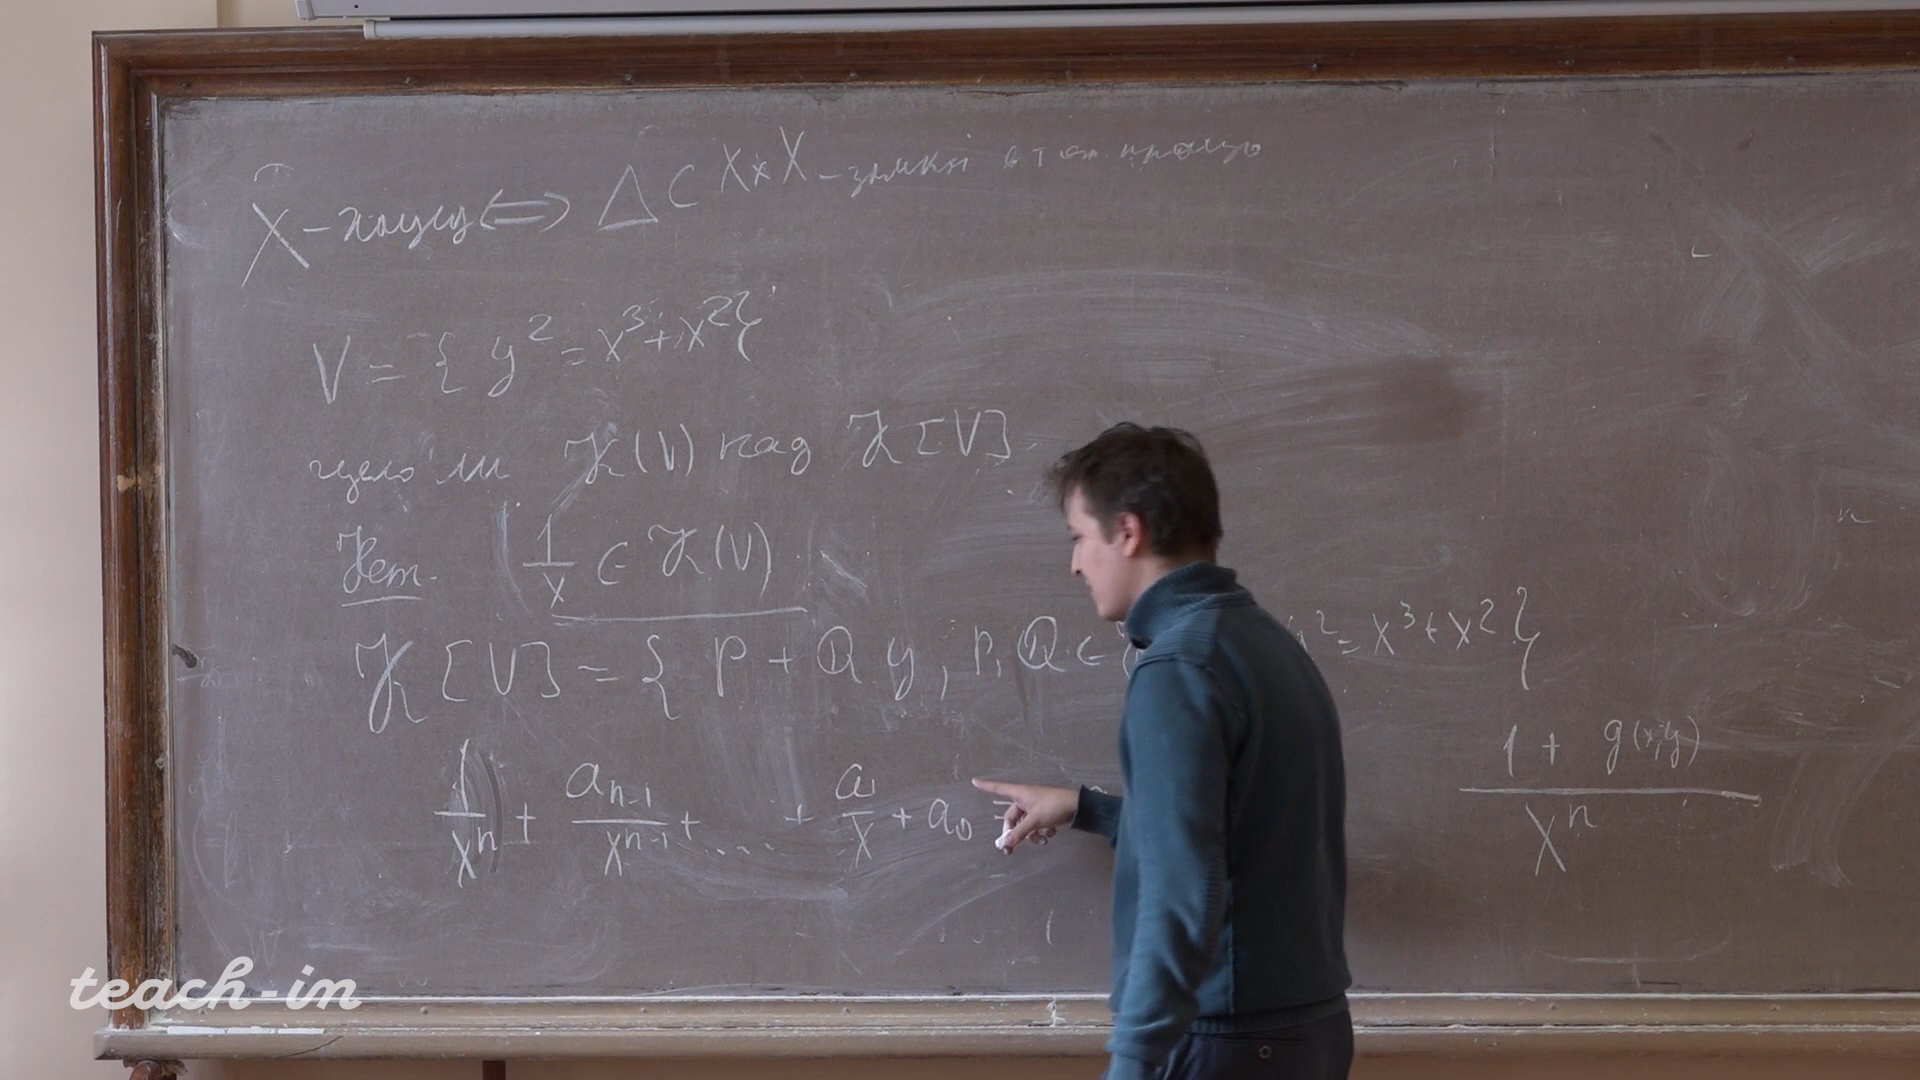 X - хаусд ⟺ Δ ⊂ X×X - замкн в топ. произв
V = { y² = x³ + x² }
цело ли K(V) над K[V]
Нет. 1/x ∈ K(V)
K[V] = { P + Q y, P, Q ∈ y² = x³ + x² }
1/xⁿ + aₙ₋₁/xⁿ⁻¹ + .... + a₁/x + a₀ =
(1 + g(x,y))/xⁿ
teach-in